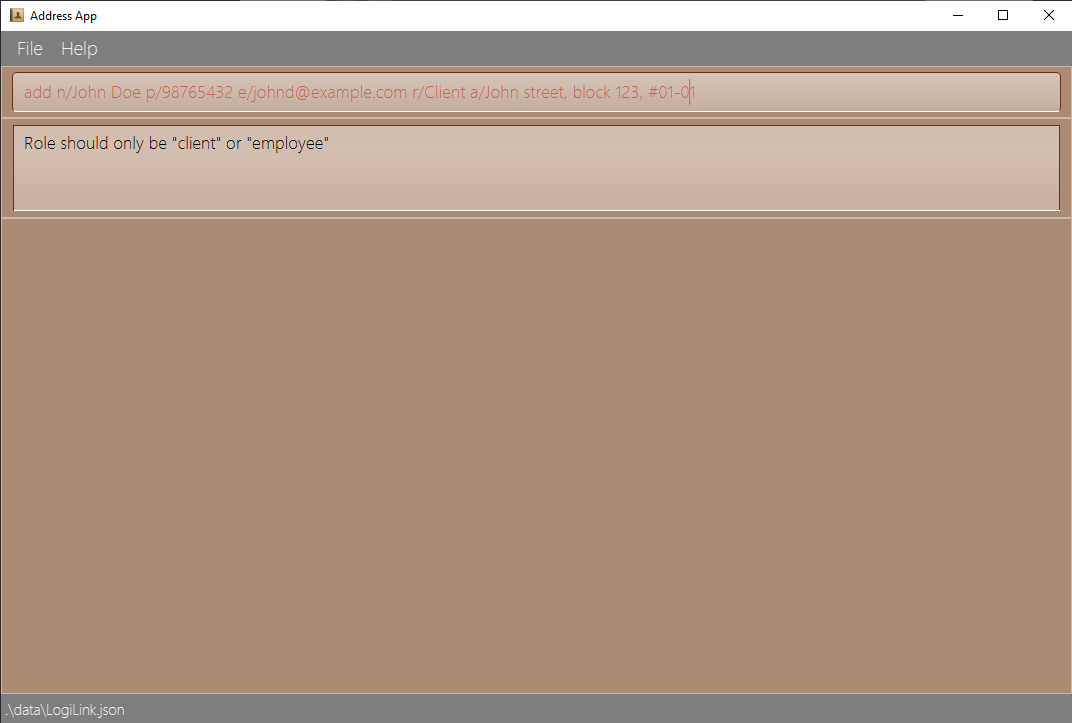 Address App
File Help
add n/John Doe p/98765432 e/johnd@example.com r/Client a/John street, block 123, #01-01
Role should only be "client" or "employee"
.\data\LogiLink.json